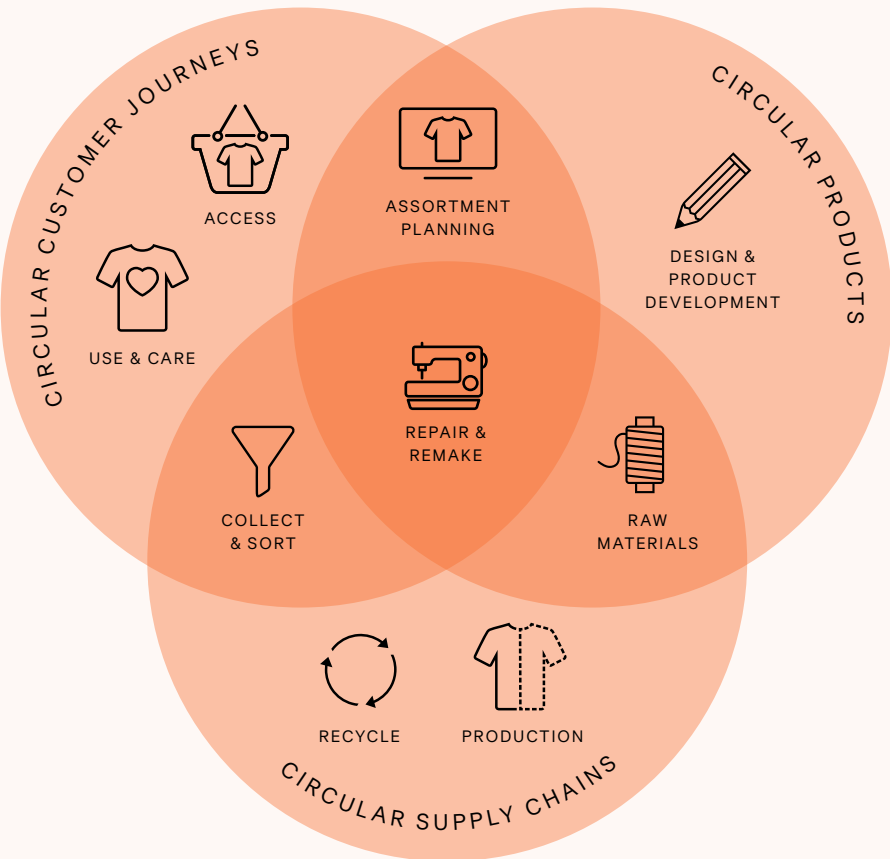 CIRCULAR CUSTOMER JOURNEYS
CIRCULAR PRODUCTS
ACCESS
ASSORTMENT
PLANNING
DESIGN &
PRODUCT
DEVELOPMENT
USE & CARE
REPAIR &
REMAKE
COLLECT
& SORT
RAW
MATERIALS
RECYCLE
PRODUCTION
CIRCULAR SUPPLY CHAINS